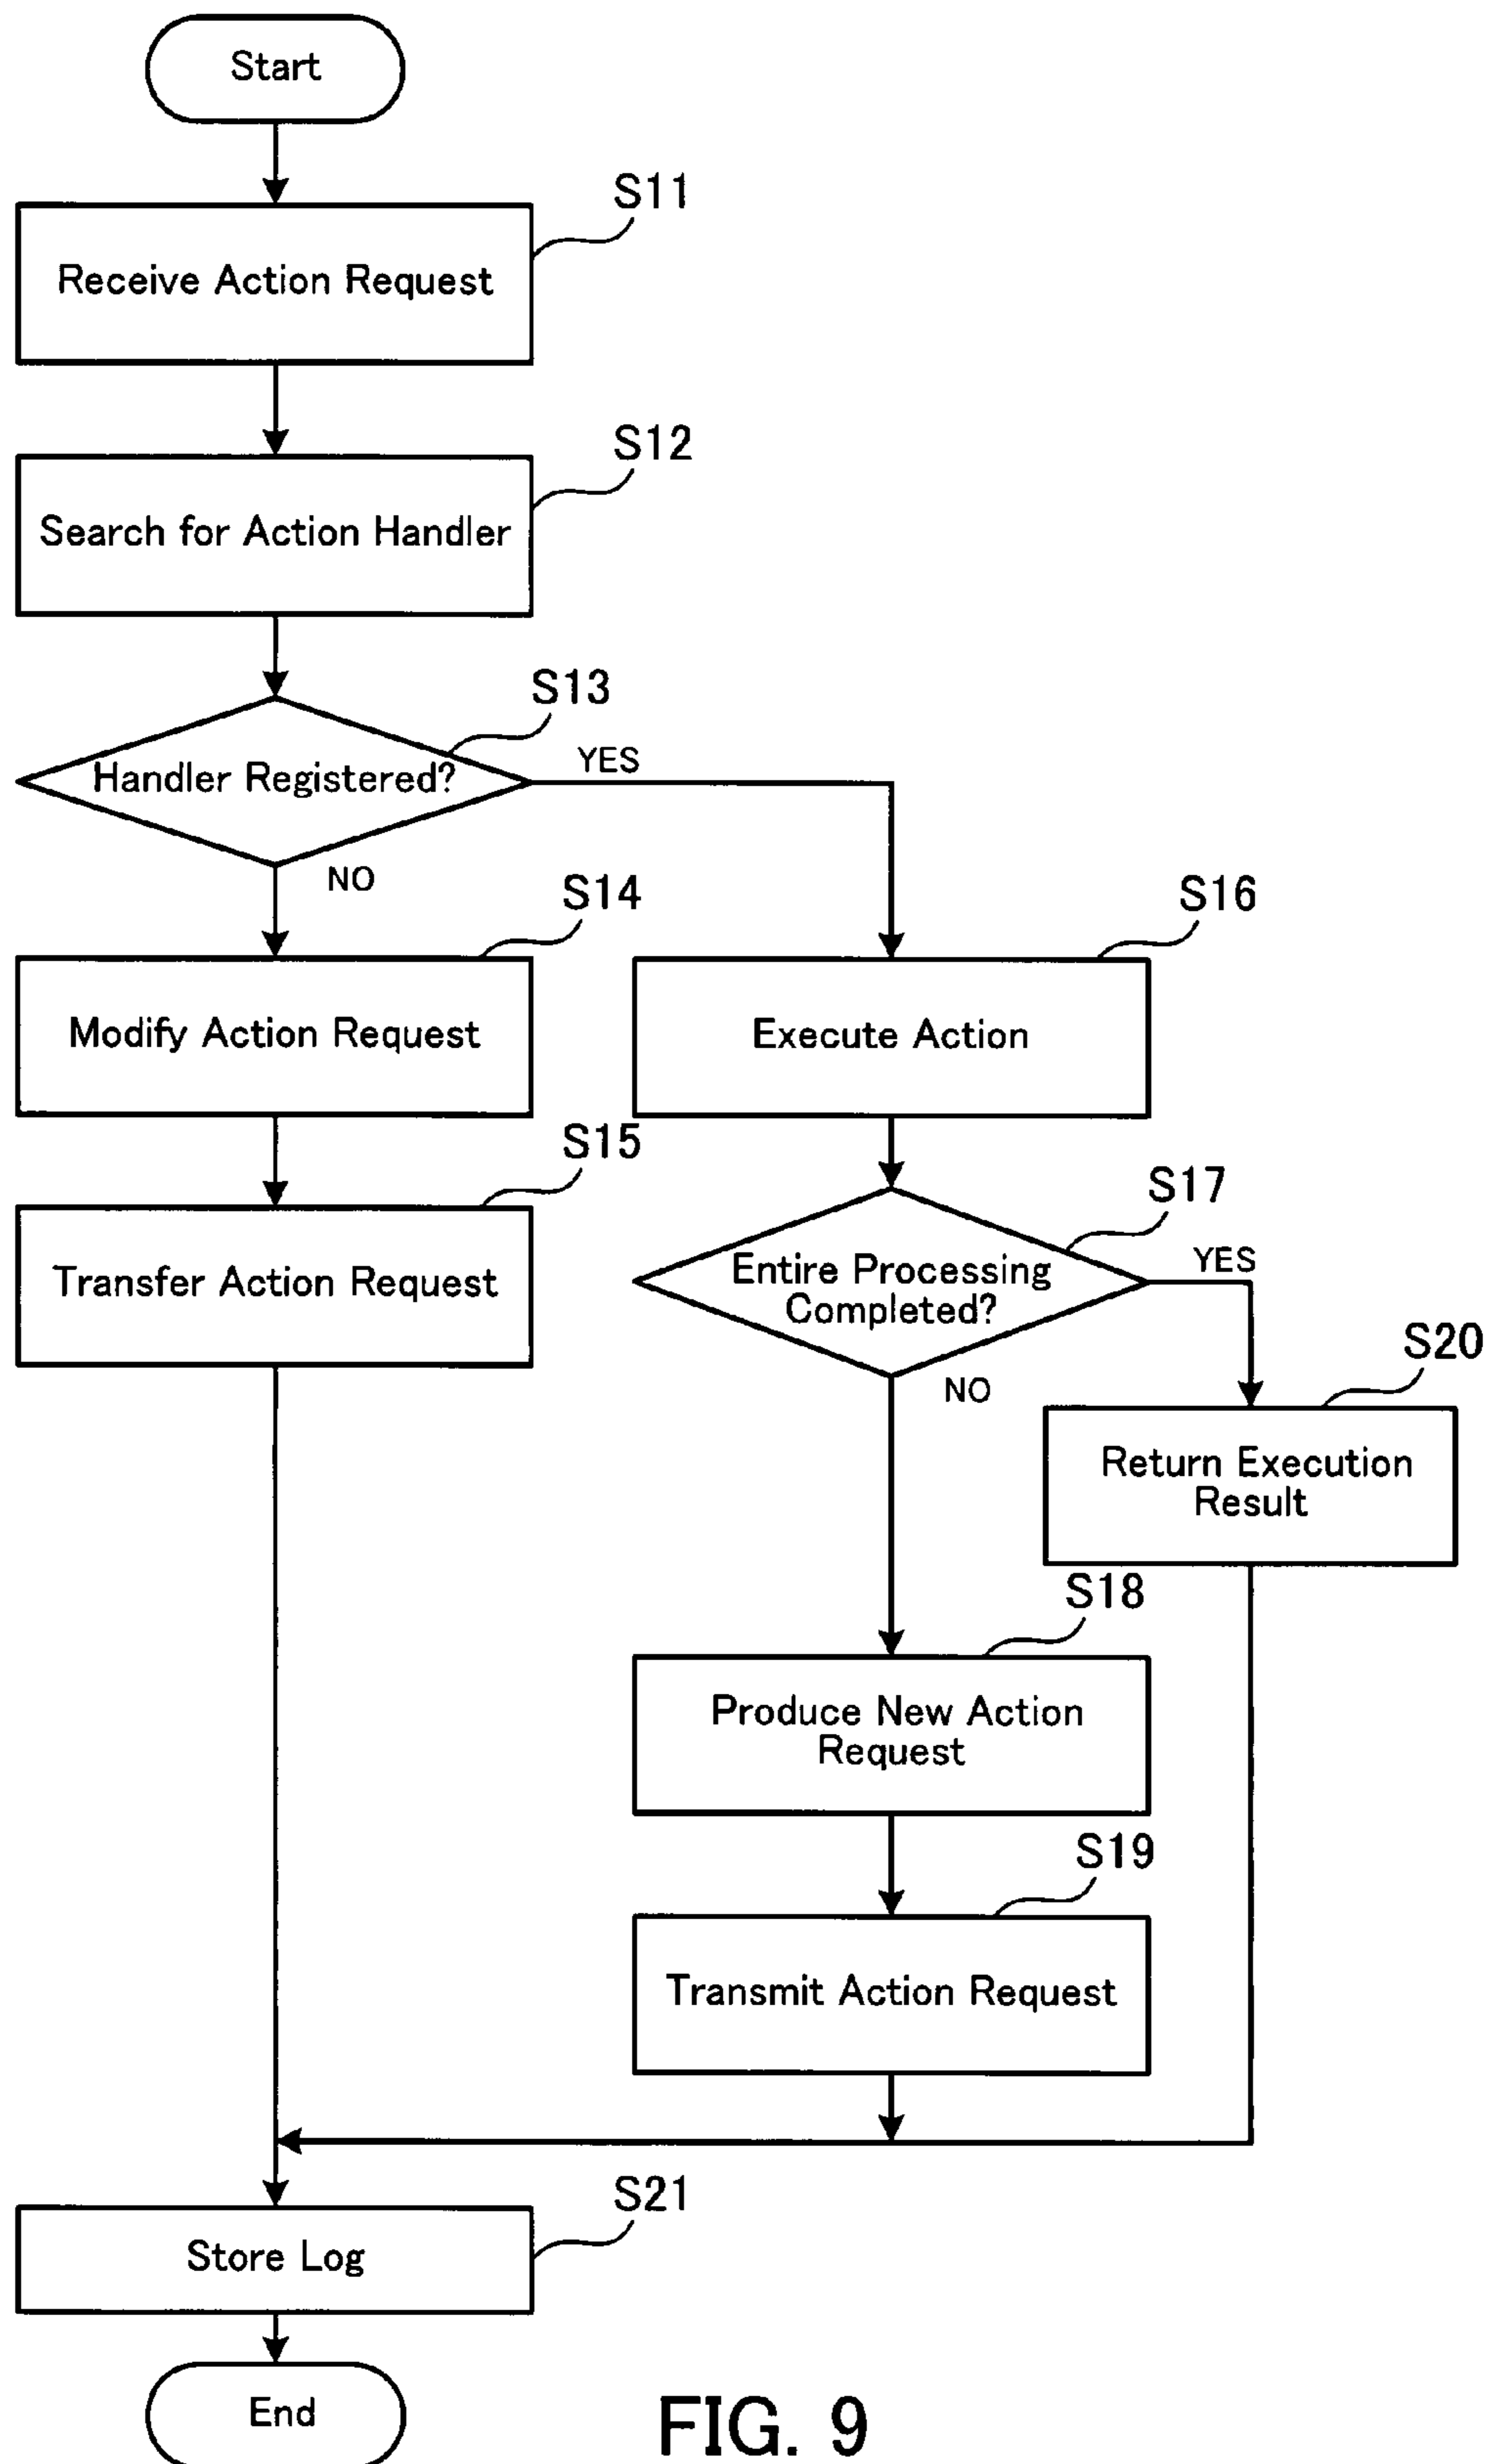 Start
S11
Receive Action Request
S12
Search for Action Handler
S13
Handler Registered?
YES
NO
S14
Modify Action Request
S16
Execute Action
S15
Transfer Action Request
S17
Entire Processing
Completed?
YES
NO
S20
Return Execution
Result
S18
Produce New Action
Request
S19
Transmit Action Request
S21
Store Log
End
FIG. 9